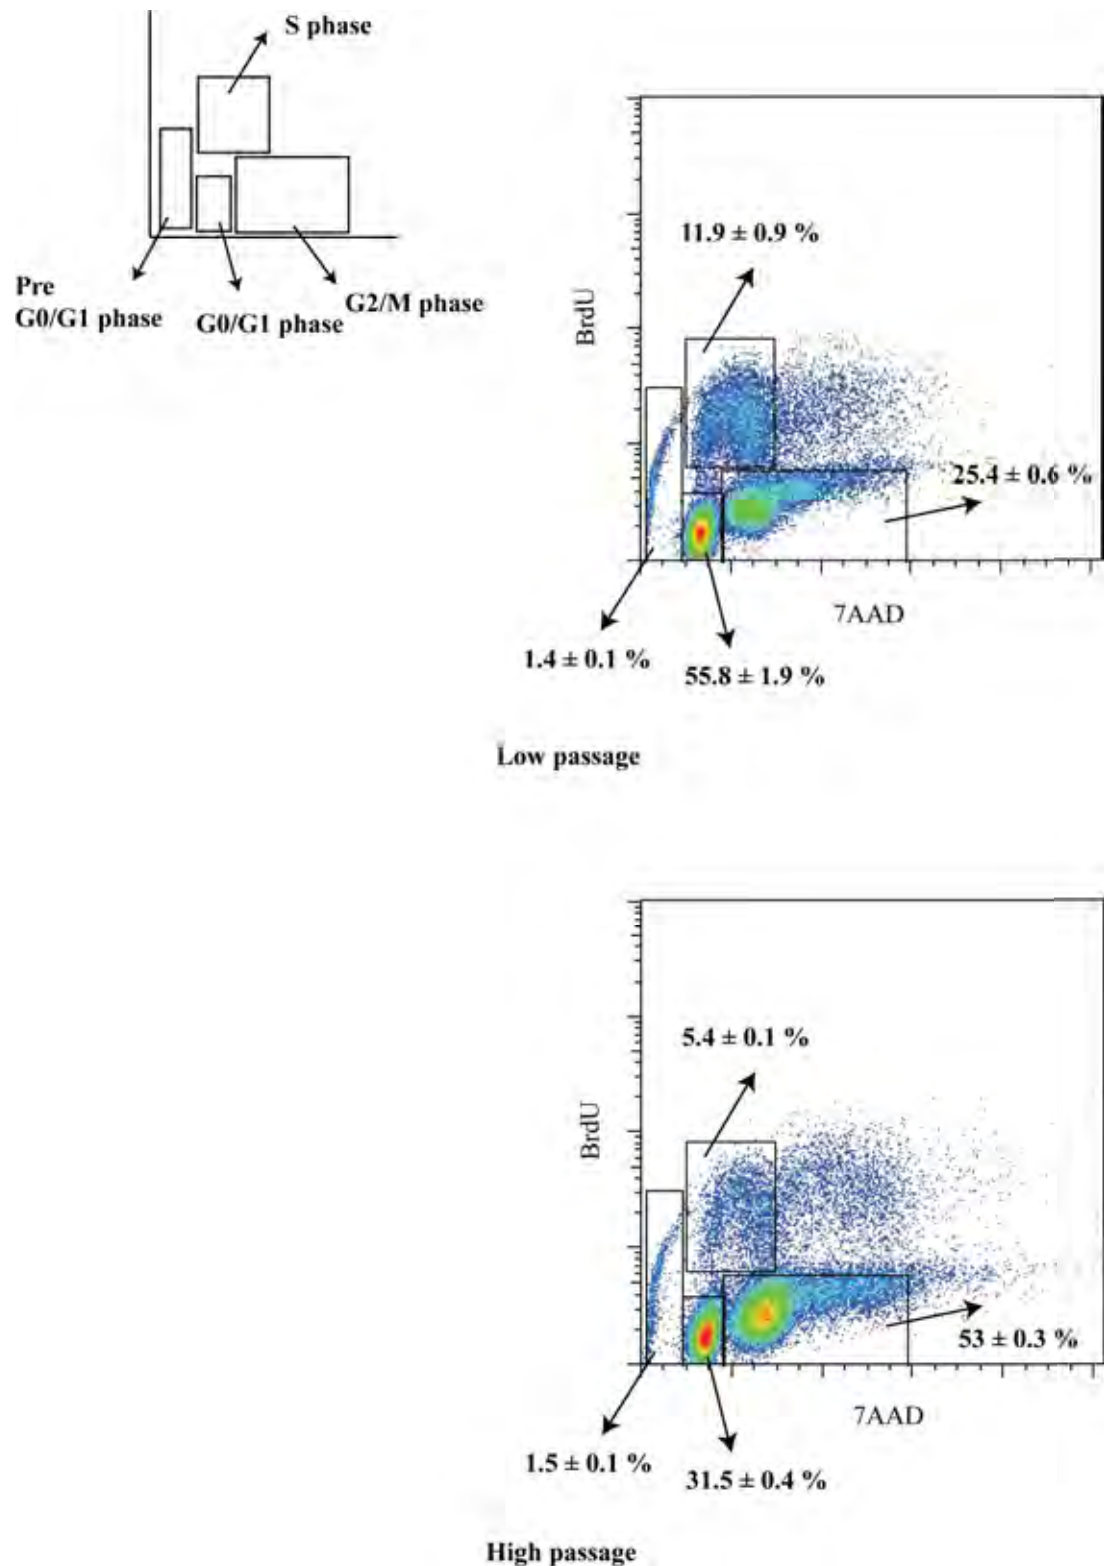 S phase
Pre
G0/G1 phase
G0/G1 phase
G2/M phase
11.9 ± 0.9 %
BrdU
25.4 ± 0.6 %
7AAD
1.4 ± 0.1 %
55.8 ± 1.9 %
Low passage
5.4 ± 0.1 %
BrdU
53 ± 0.3 %
7AAD
1.5 ± 0.1 %
31.5 ± 0.4 %
High passage